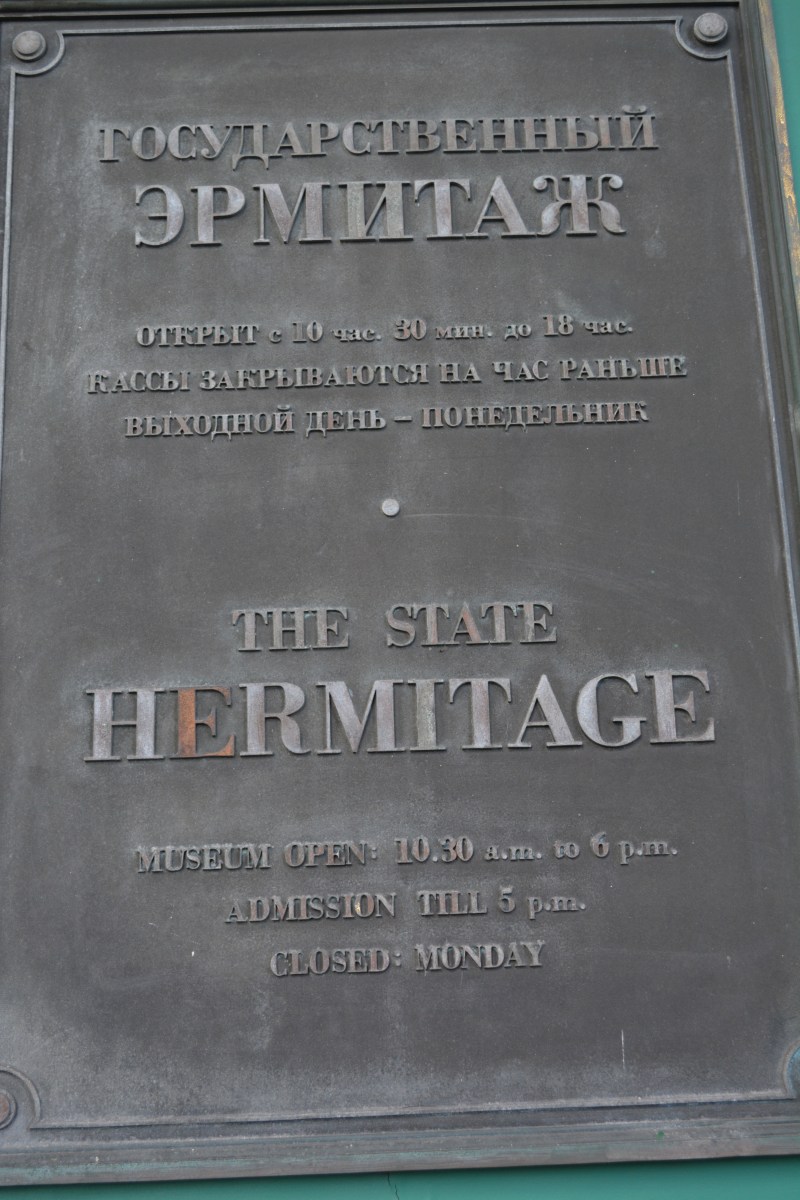 ГОСУДАРСТВЕННЫЙ
ЭРМИТАЖ
ОТКРЫТ с 10 час. 30 мин. до 18 час.
КАССЫ ЗАКРЫВАЮТСЯ НА ЧАС РАНЬШЕ
ВЫХОДНОЙ ДЕНЬ – ПОНЕДЕЛЬНИК
THE STATE
HERMITAGE
MUSEUM OPEN: 10.30 a.m. to 6 p.m.
ADMISSION TILL 5 p.m.
CLOSED: MONDAY